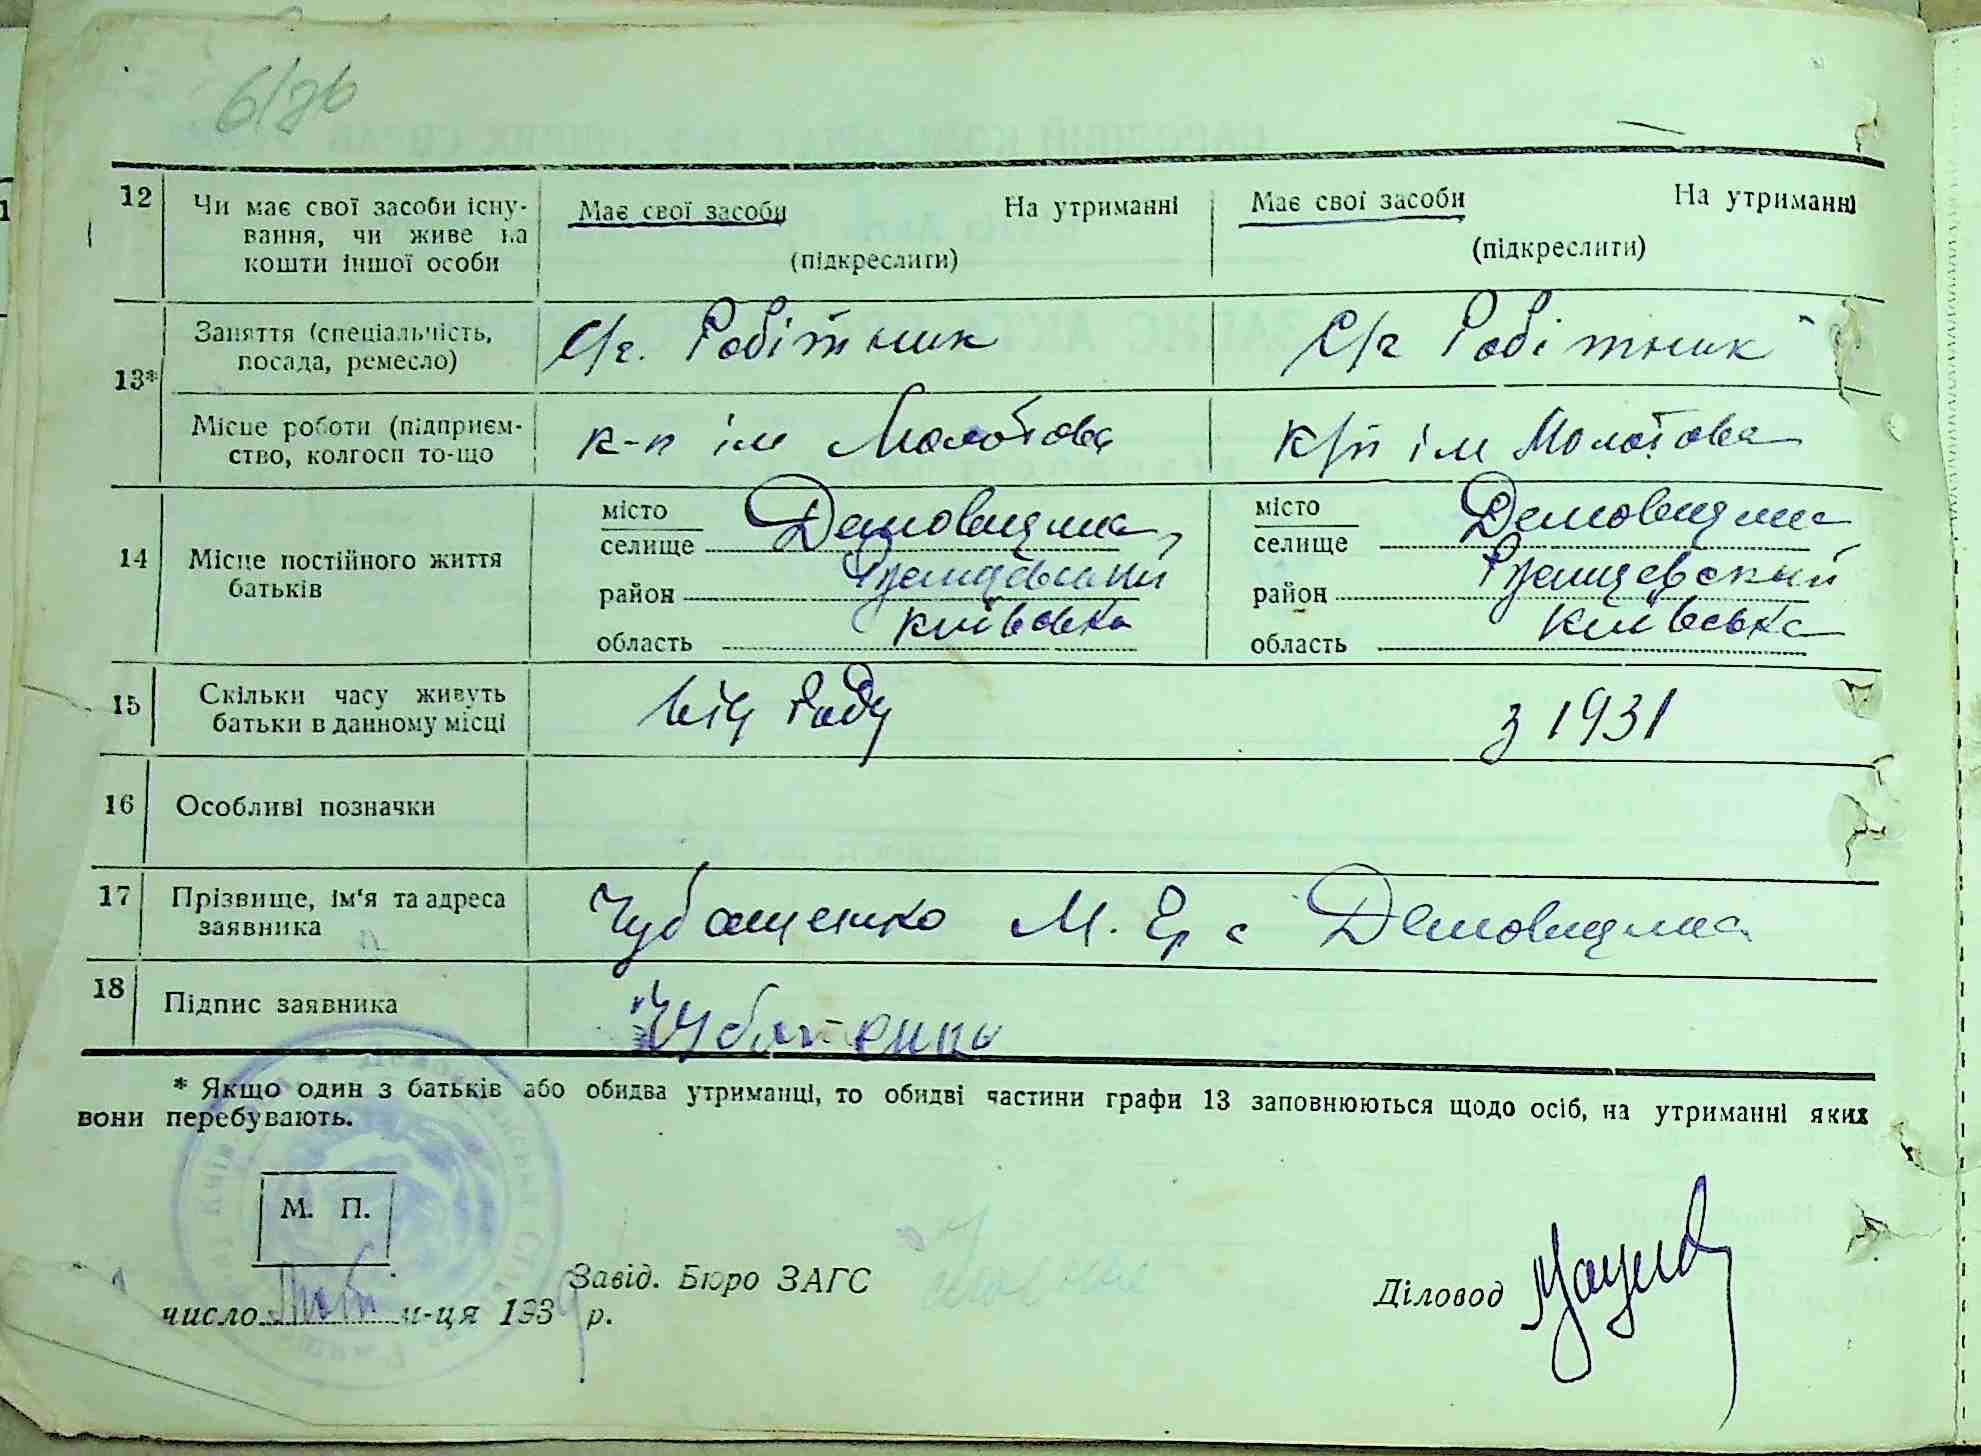 12 Чи має свої засоби існу- Має свої засоби На утриманні Має свої засоби На утриманні
вання, чи живе на
кошти іншої особи (підкреслити) (підкреслити)
Заняття (спеціальність, С/г. Робітник С/г Робітник
посада, ремесло)
13*
Місце роботи (підприєм- к-п ім Молотова к/п ім Молотова
ство, колгосп то-що
14 Місце постійного життя
батьків
місто
селище Демовщина,
район
область Київська
місто
селище Демовщина,
район
область Київська
15 Скільки часу живуть від роду з 1931
батьки в данному місці
16 Особливі позначки
17 Прізвище, ім'я та адреса М. с Демовщина
заявника
18 Підпис заявника
* Якщо один з батьків або обидва утриманці, то обидві частини графи 13 заповнюються щодо осіб, на утриманні яких
вони перебувають.
М. П.
Завід. Бюро ЗАГС Діловод
число м-ця 193 р.